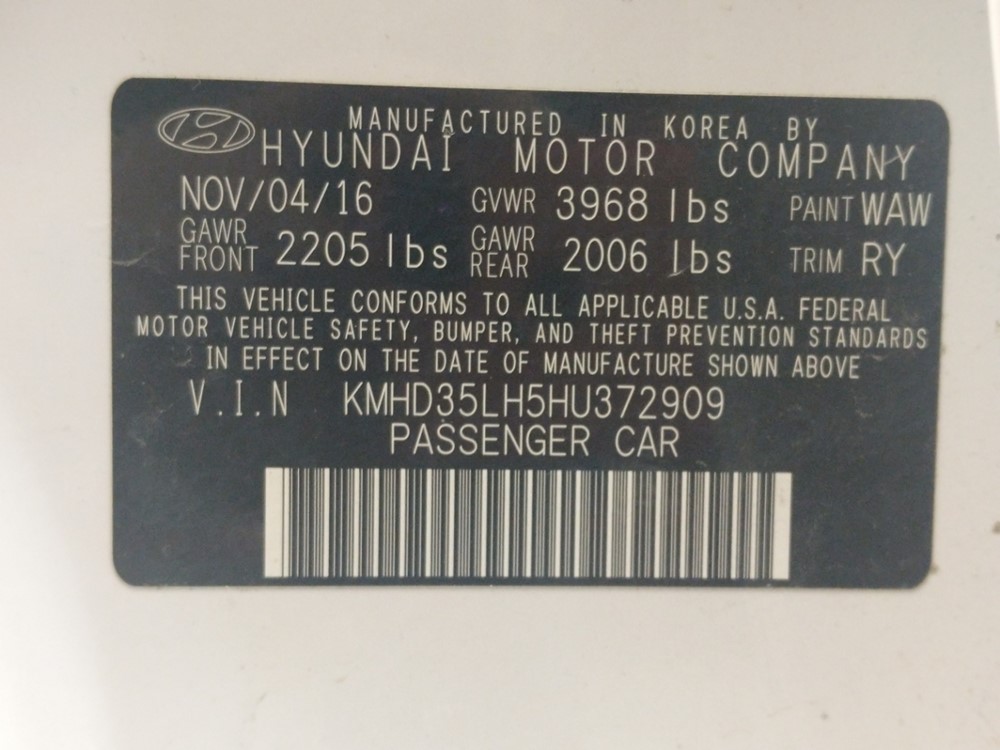 MANUFACTURED IN KOREA BY
HYUNDAI MOTOR COMPANY
NOV/04/16 GVWR 3968 lbs PAINT WAW
GAWR FRONT 2205 lbs GAWR REAR 2006 lbs TRIM RY
THIS VEHICLE CONFORMS TO ALL APPLICABLE U.S.A. FEDERAL
MOTOR VEHICLE SAFETY, BUMPER, AND THEFT PREVENTION STANDARDS
IN EFFECT ON THE DATE OF MANUFACTURE SHOWN ABOVE
V.I.N KMHD35LH5HU372909
PASSENGER CAR